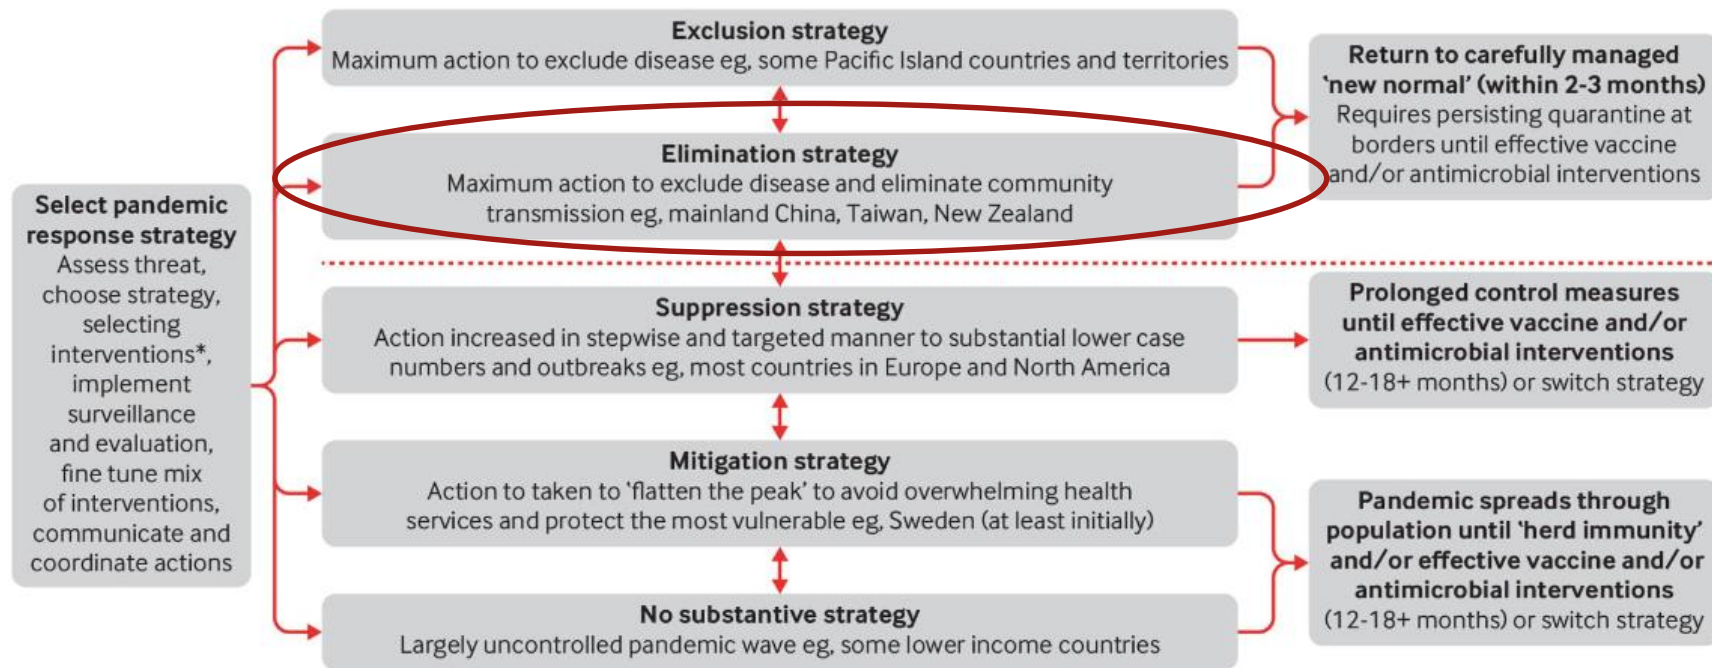 Select pandemic
response strategy
Assess threat,
choose strategy,
selecting
interventions*,
implement
surveillance
and evaluation,
fine tune mix
of interventions,
communicate and
coordinate actions
Exclusion strategy
Maximum action to exclude disease eg, some Pacific Island countries and territories
Elimination strategy
Maximum action to exclude disease and eliminate community
transmission eg, mainland China, Taiwan, New Zealand
Return to carefully managed
‘new normal’ (within 2-3 months)
Requires persisting quarantine at
borders until effective vaccine
and/or antimicrobial interventions
Suppression strategy
Action increased in stepwise and targeted manner to substantial lower case
numbers and outbreaks eg, most countries in Europe and North America
Prolonged control measures
until effective vaccine and/or
antimicrobial interventions
(12-18+ months) or switch strategy
Mitigation strategy
Action to taken to ‘flatten the peak’ to avoid overwhelming health
services and protect the most vulnerable eg, Sweden (at least initially)
No substantive strategy
Largely uncontrolled pandemic wave eg, some lower income countries
Pandemic spreads through
population until ‘herd immunity’
and/or effective vaccine and/or
antimicrobial interventions
(12-18+ months) or switch strategy